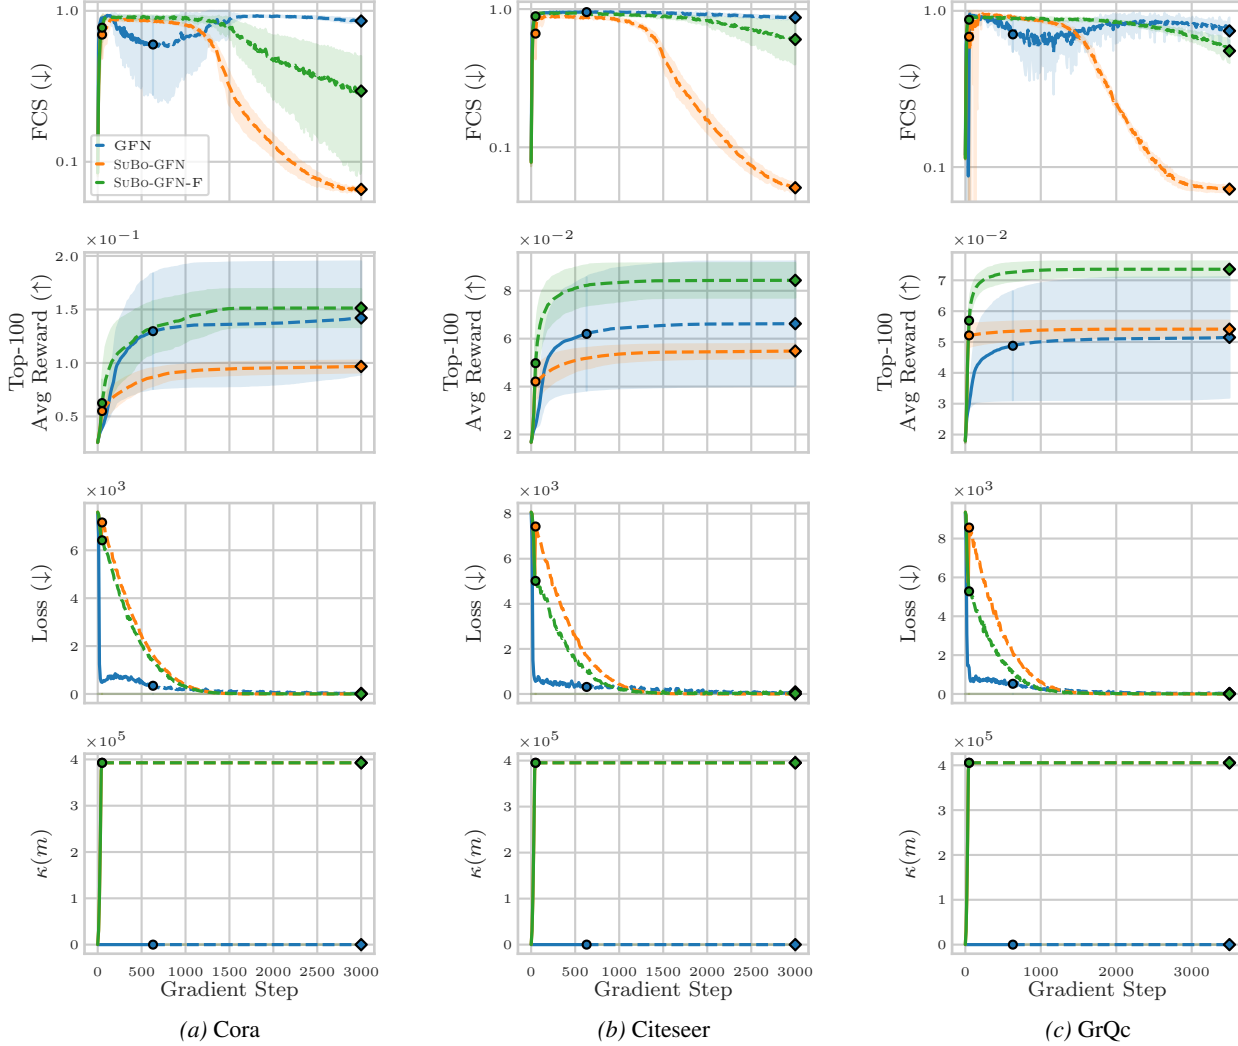 1.0
0.1
FCS (↓)
GFN
SUBO-GFN
SUBO-GFN-F
1.0
0.1
FCS (↓)
1.0
0.1
FCS (↓)
×10⁻¹
2.0
1.5
1.0
0.5
Top-100
Avg Reward (↑)
×10⁻²
8
6
4
2
Top-100
Avg Reward (↑)
×10⁻²
7
6
5
4
3
2
Top-100
Avg Reward (↑)
×10³
6
4
2
0
Loss (↓)
×10³
8
6
4
2
0
Loss (↓)
×10³
8
6
4
2
0
Loss (↓)
×10⁵
4
3
2
1
0
κ(m)
0 500 1000 1500 2000 2500 3000
Gradient Step
×10⁵
4
3
2
1
0
κ(m)
0 500 1000 1500 2000 2500 3000
Gradient Step
×10⁵
4
3
2
1
0
κ(m)
0 1000 2000 3000
Gradient Step
(a) Cora
(b) Citeseer
(c) GrQc